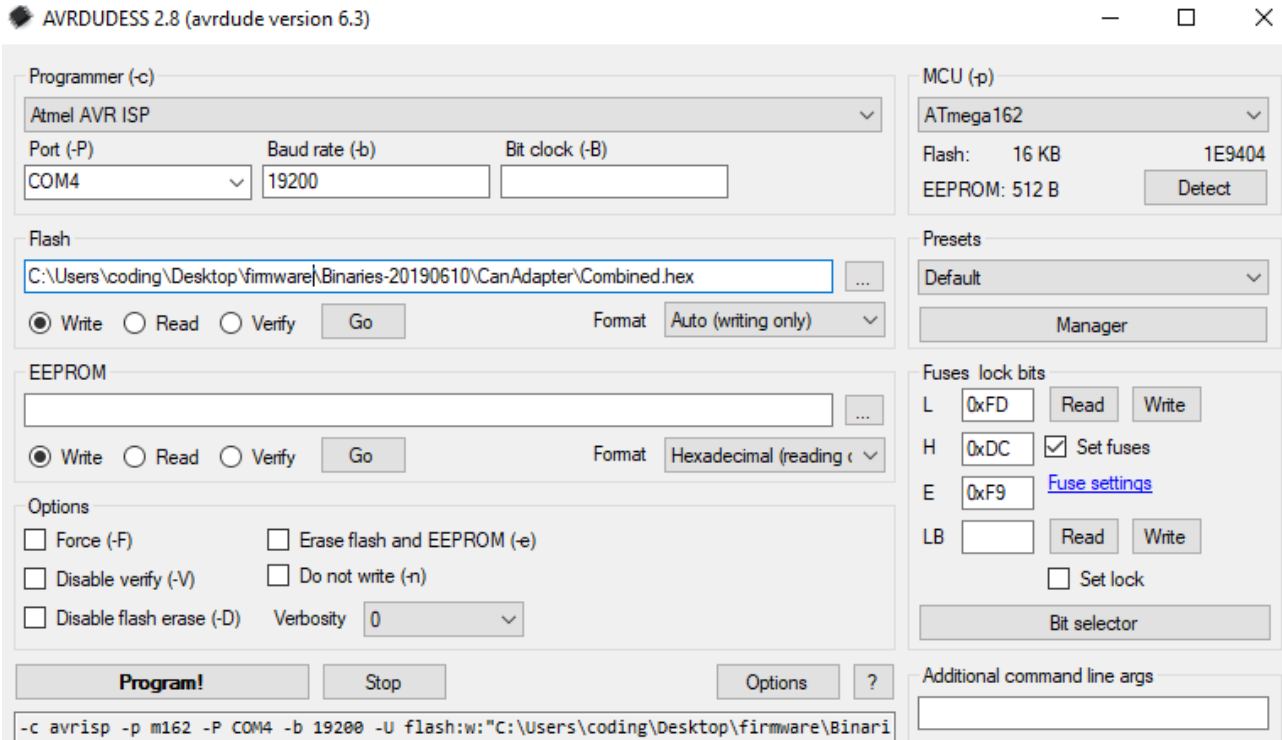 AVRDUDESS 2.8 (avrdude version 6.3)
Programmer (-c)
Atmel AVR ISP
Port (-P) Baud rate (-b) Bit clock (-B)
COM4 19200
MCU (-p)
ATmega162
Flash: 16 KB 1E9404
EEPROM: 512 B Detect
Flash
C:\Users\coding\Desktop\firmware\Binaries-20190610\CanAdapter\Combined.hex ...
Write Read Verify Go Format Auto (writing only)
Presets
Default
Manager
EEPROM
...
Write Read Verify Go Format Hexadecimal (reading
Fuses lock bits
L 0xFD Read Write
H 0xDC Set fuses
E 0xF9 Fuse settings
LB Read Write
Set lock
Bit selector
Options
Force (-F) Erase flash and EEPROM (-e)
Disable verify (-V) Do not write (-n)
Disable flash erase (-D) Verbosity 0
Program! Stop Options ?
Additional command line args
-c avrisp -p m162 -P COM4 -b 19200 -U flash:w:"C:\Users\coding\Desktop\firmware\Binari